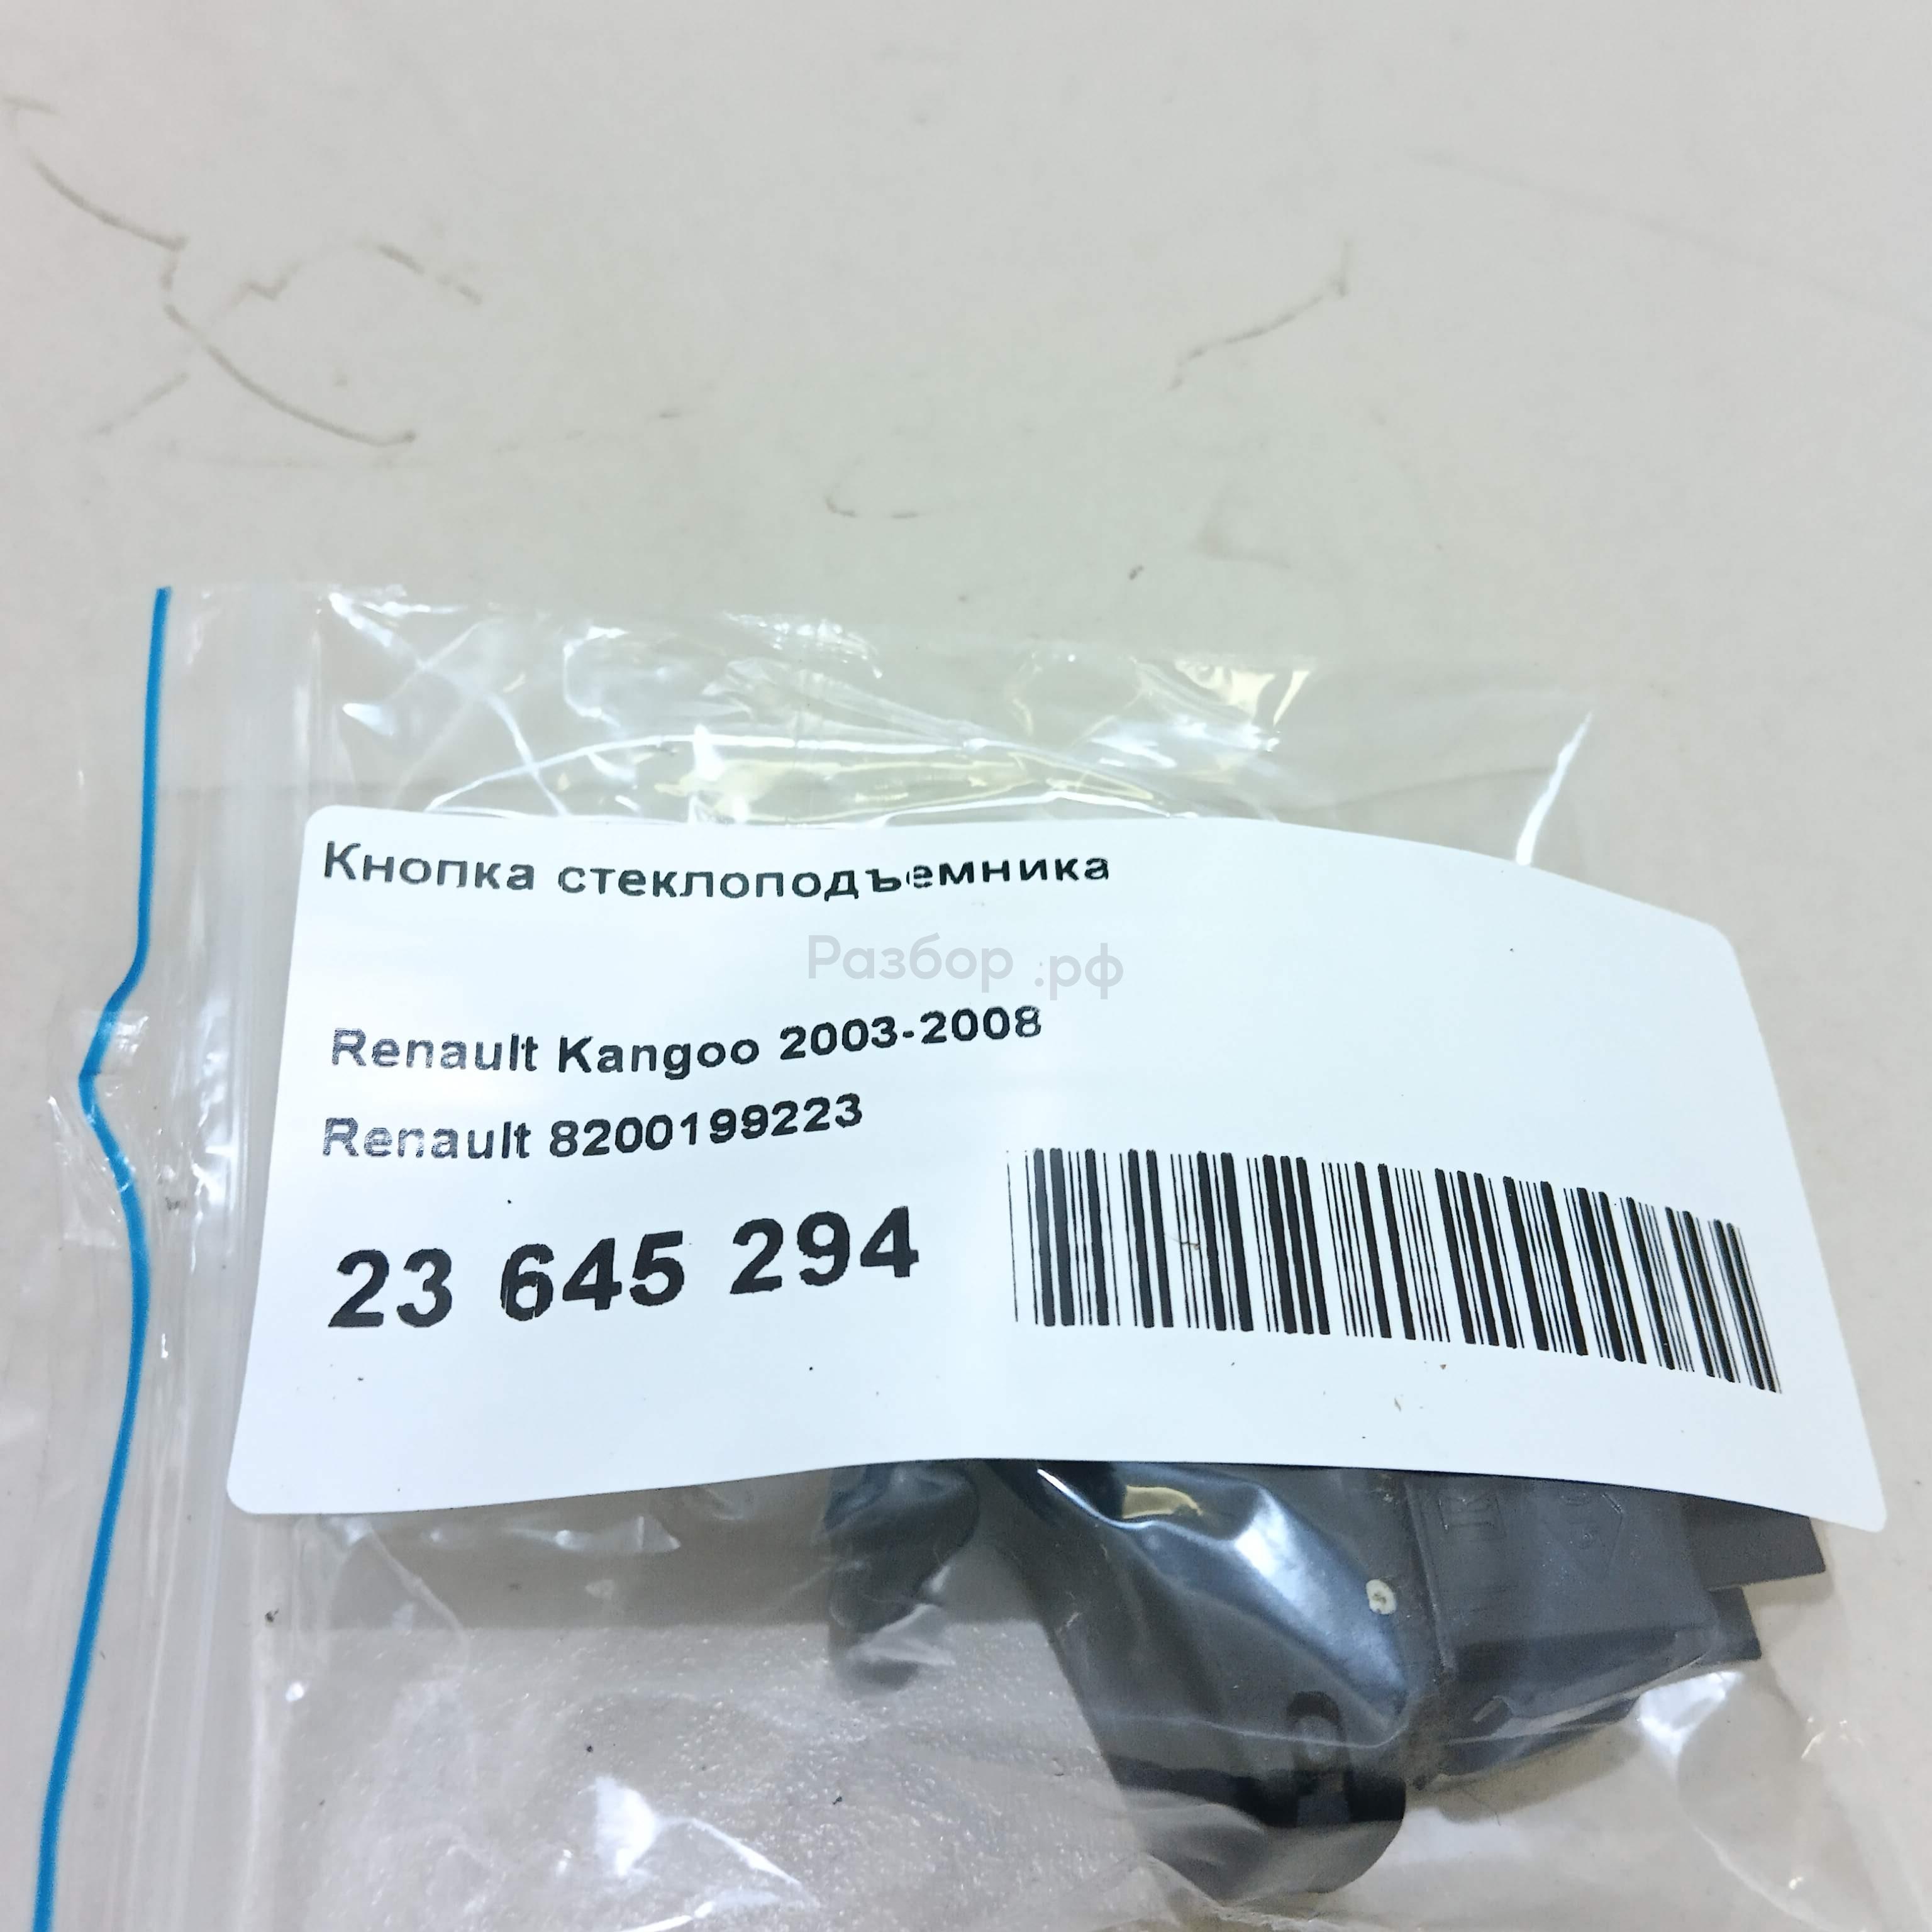 Кнопка стеклоподъемника
Разбор .рф
Renault Kangoo 2003-2008
Renault 8200199223
23 645 294